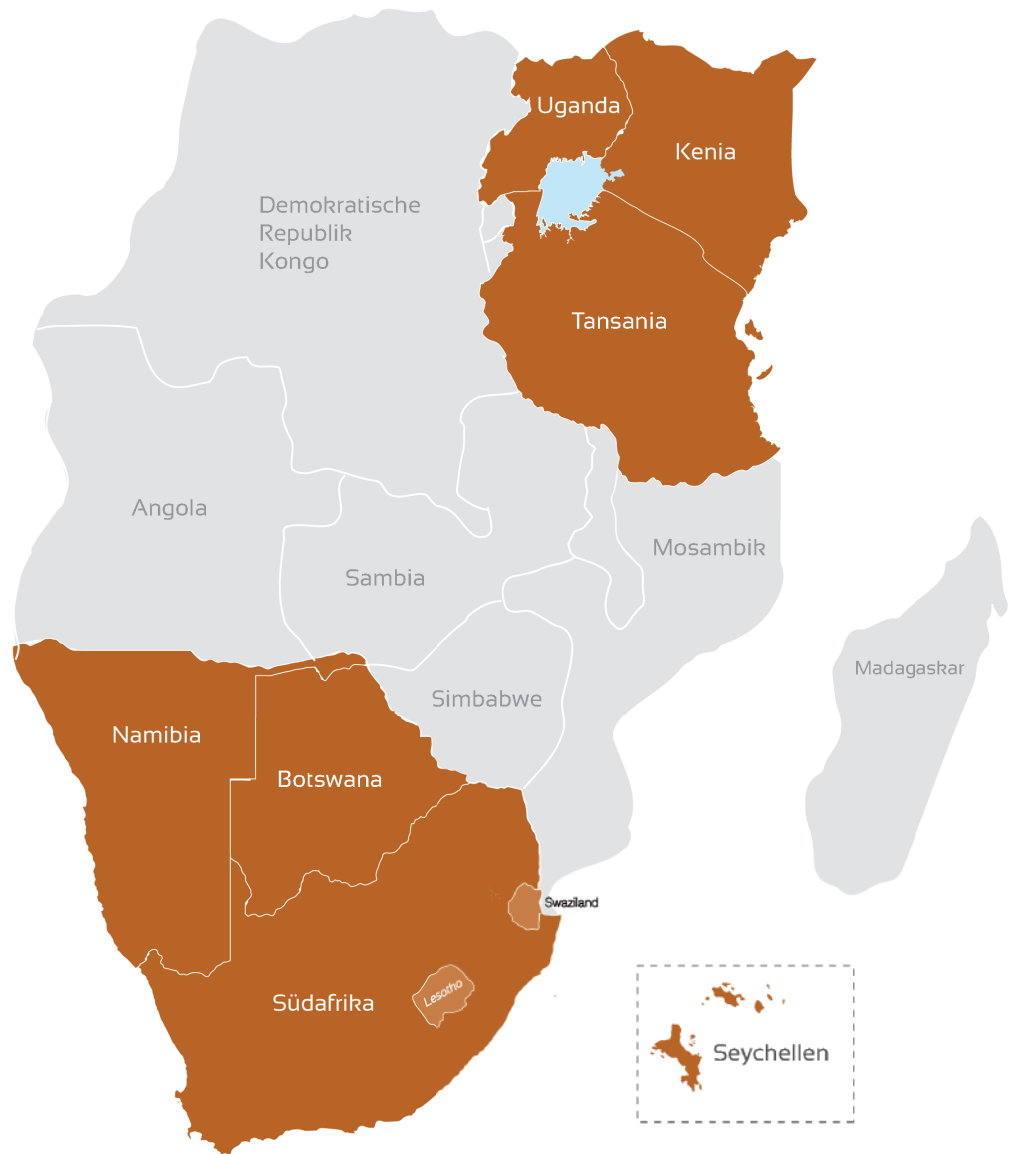 Uganda
Kenia
Demokratische
Republik
Kongo
Tansania
Angola
Mosambik
Sambia
Madagaskar
Simbabwe
Namibia
Botswana
Swaziland
Lesotho
Südafrika
Seychellen